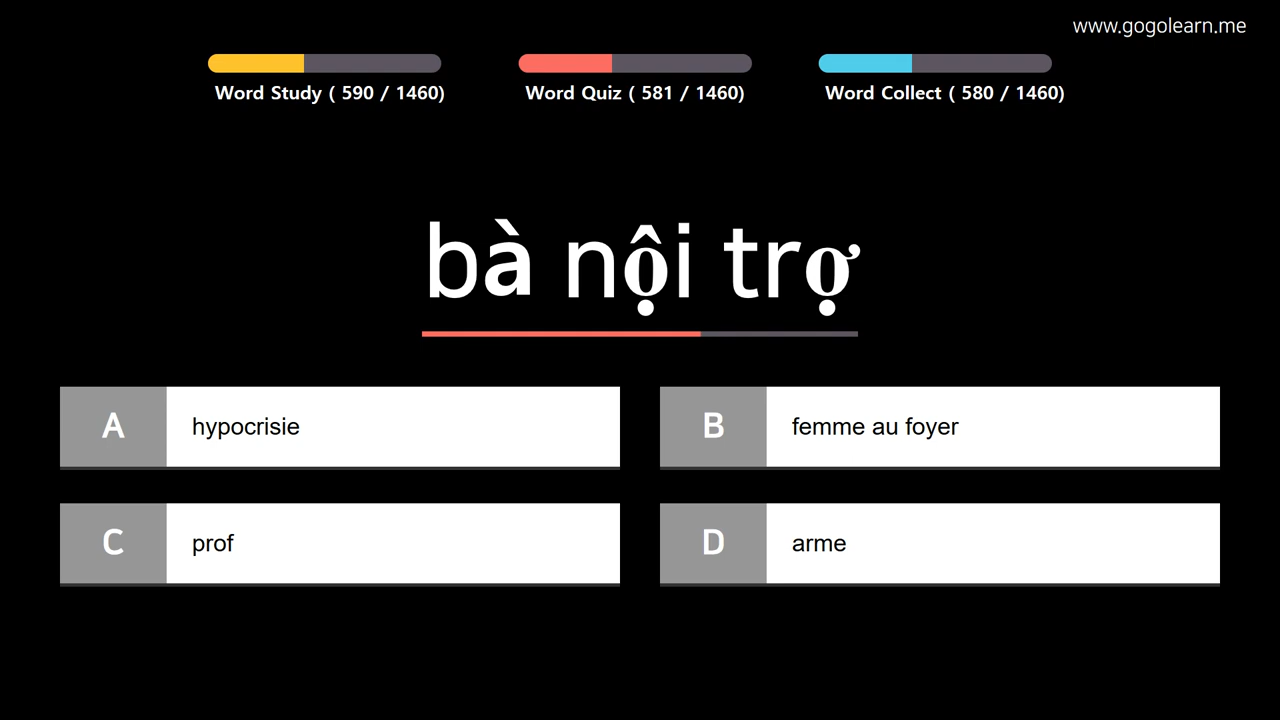 www.gogolearn.me
Word Study ( 590 / 1460)
Word Quiz ( 581 / 1460)
Word Collect ( 580 / 1460)
bà nội trợ
A hypocrisie
B femme au foyer
C prof
D arme